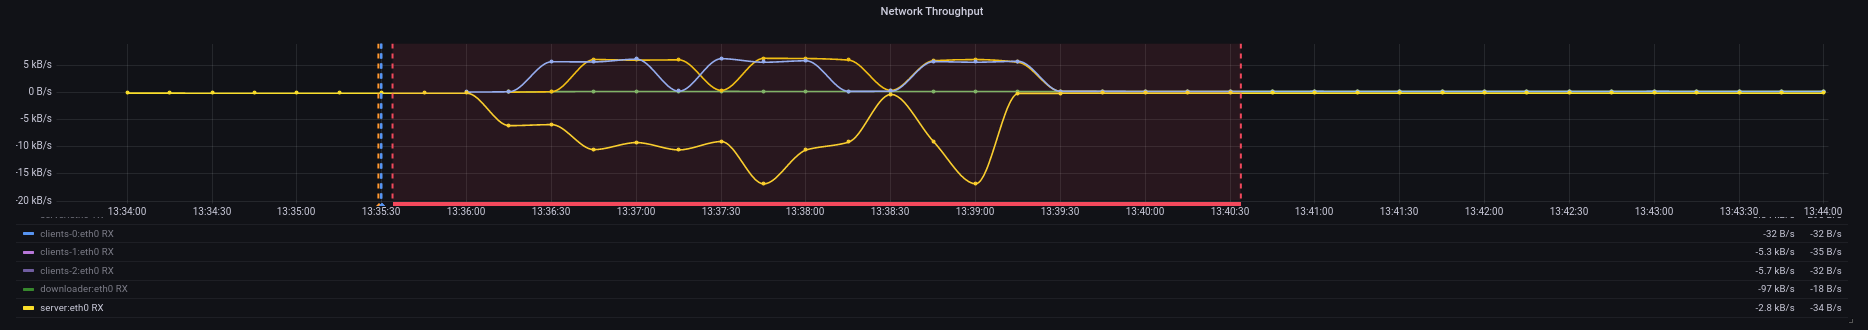 Network Throughput
5 kB/s
0 B/s
-5 kB/s
-10 kB/s
-15 kB/s
-20 kB/s
13:34:00 13:34:30 13:35:00 13:35:30 13:36:00 13:36:30 13:37:00 13:37:30 13:38:00 13:38:30 13:39:00 13:39:30 13:40:00 13:40:30 13:41:00 13:41:30 13:42:00 13:42:30 13:43:00 13:43:30 13:44:00
clients-0:eth0 RX -32 B/s -32 B/s
clients-1:eth0 RX -5.3 kB/s -35 B/s
clients-2:eth0 RX -5.7 kB/s -32 B/s
downloader:eth0 RX -97 kB/s -18 B/s
server:eth0 RX -2.8 kB/s -34 B/s